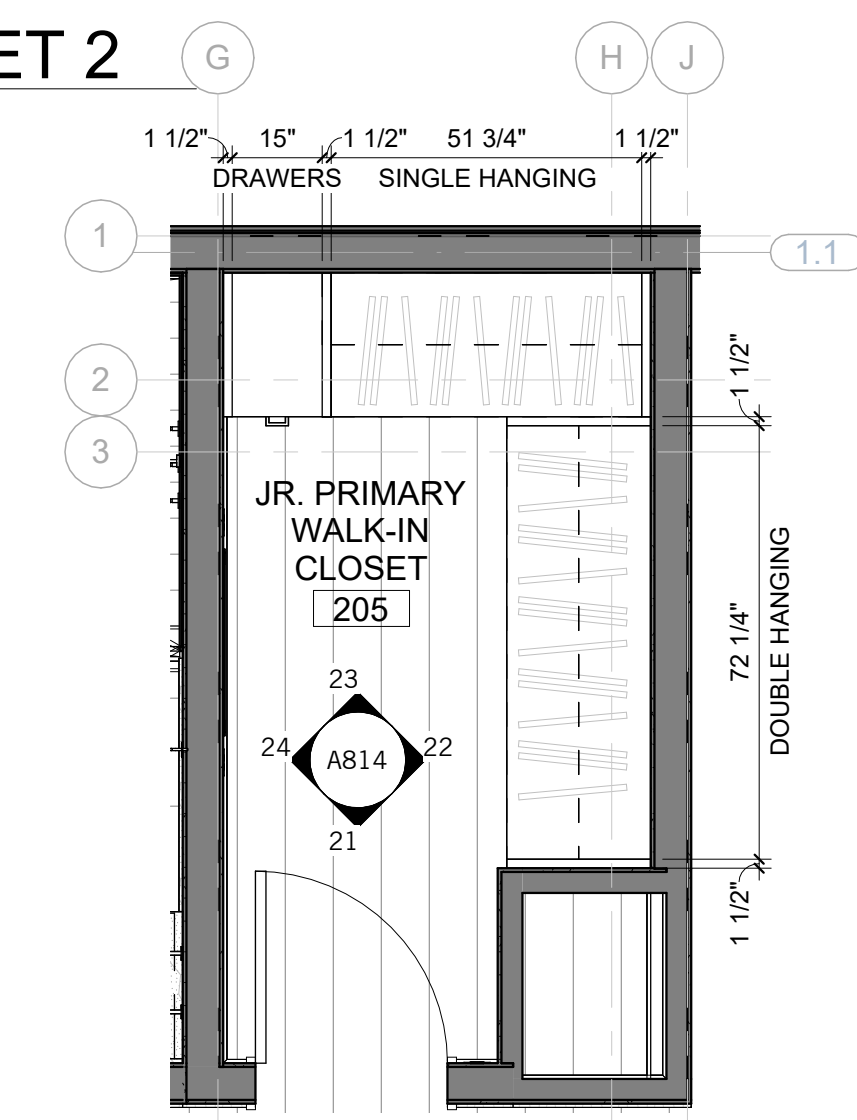 ET 2
G
H
J
1 1/2"
15"
1 1/2"
51 3/4"
1 1/2"
DRAWERS
SINGLE HANGING
1
1.1
2
1 1/2"
3
JR. PRIMARY
WALK-IN
CLOSET
205
72 1/4"
DOUBLE HANGING
23
24
A814
22
21
1 1/2"